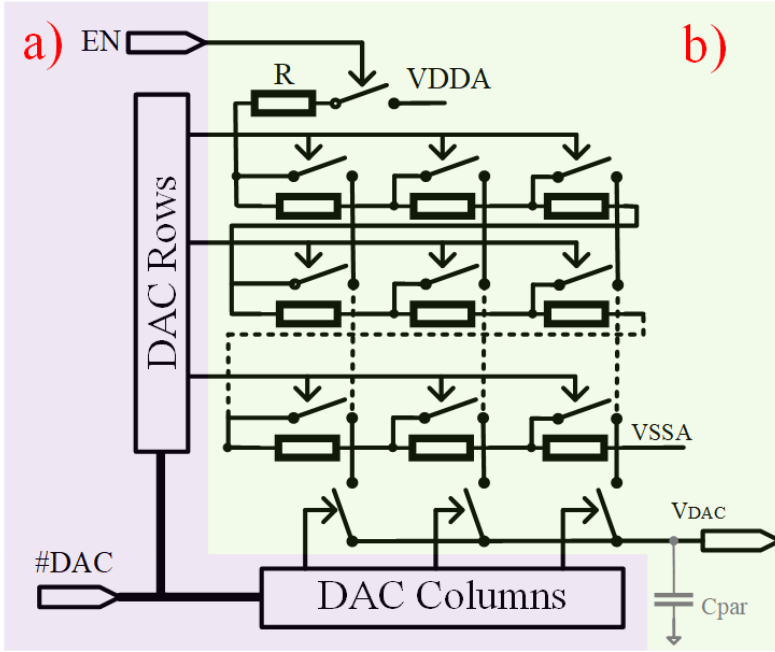 a)
EN
b)
R
VDDA
DAC Rows
VSSA
VDAC
#DAC
DAC Columns
Cpar